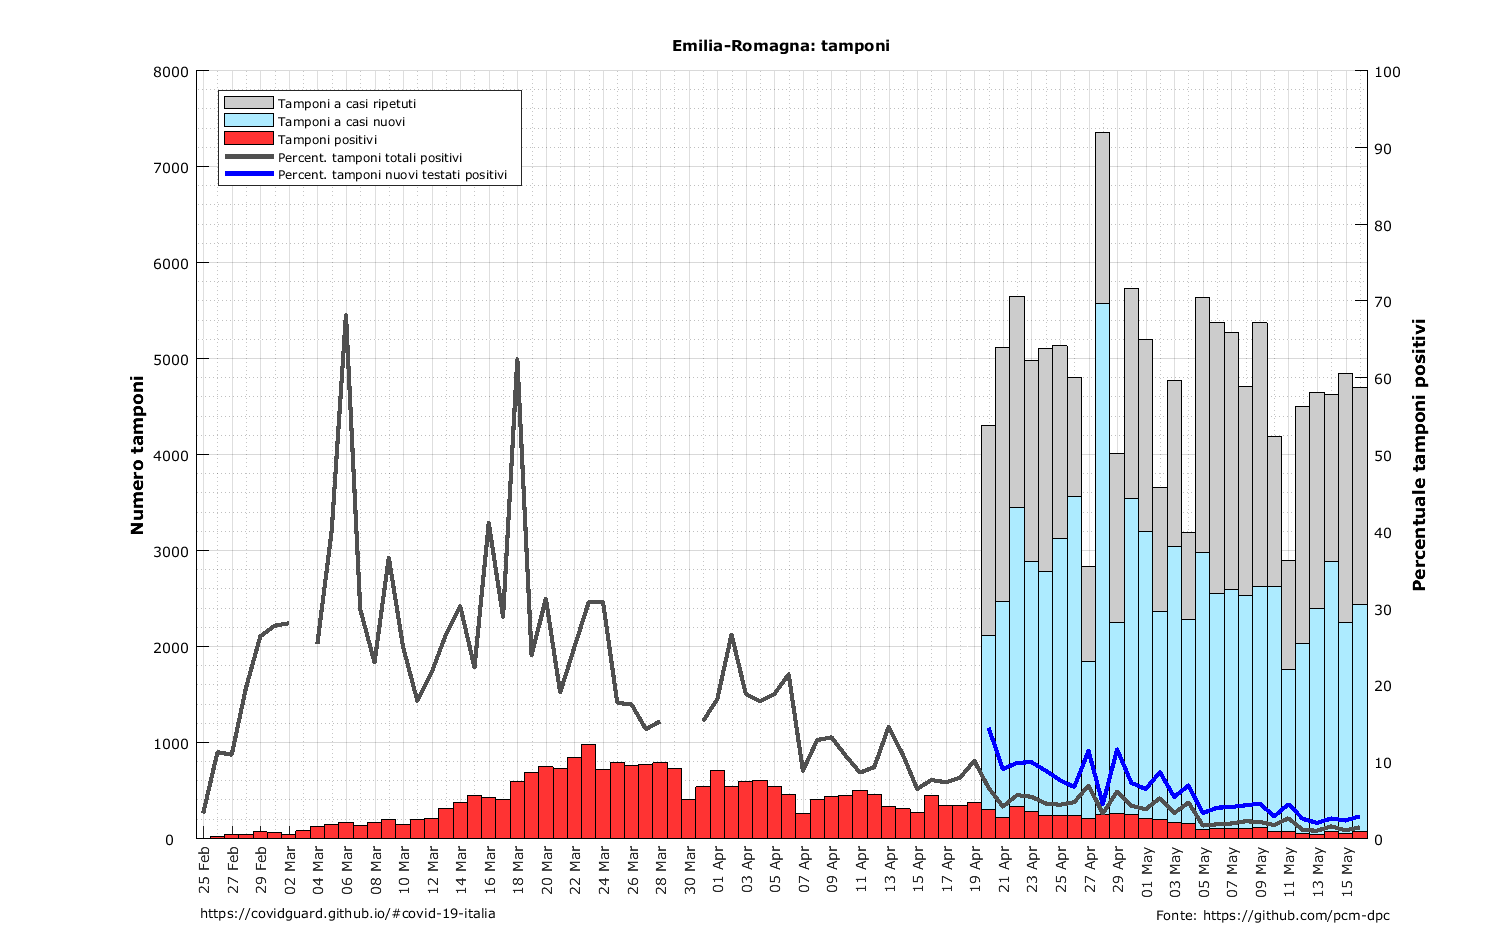 Emilia-Romagna: tamponi
8000
7000
6000
5000
4000
3000
2000
1000
0
Numero tamponi
Tamponi a casi ripetuti
Tamponi a casi nuovi
Tamponi positivi
Percent. tamponi totali positivi
Percent. tamponi nuovi testati positivi
100
90
80
70
60
50
40
30
20
10
0
Percentuale tamponi positivi
25 Feb
27 Feb
29 Feb
02 Mar
04 Mar
06 Mar
08 Mar
10 Mar
12 Mar
14 Mar
16 Mar
18 Mar
20 Mar
22 Mar
24 Mar
26 Mar
28 Mar
30 Mar
01 Apr
03 Apr
05 Apr
07 Apr
09 Apr
11 Apr
13 Apr
15 Apr
17 Apr
19 Apr
21 Apr
23 Apr
25 Apr
27 Apr
29 Apr
01 May
03 May
05 May
07 May
09 May
11 May
13 May
15 May
https://covidguard.github.io/#covid-19-italia
Fonte: https://github.com/pcm-dpc